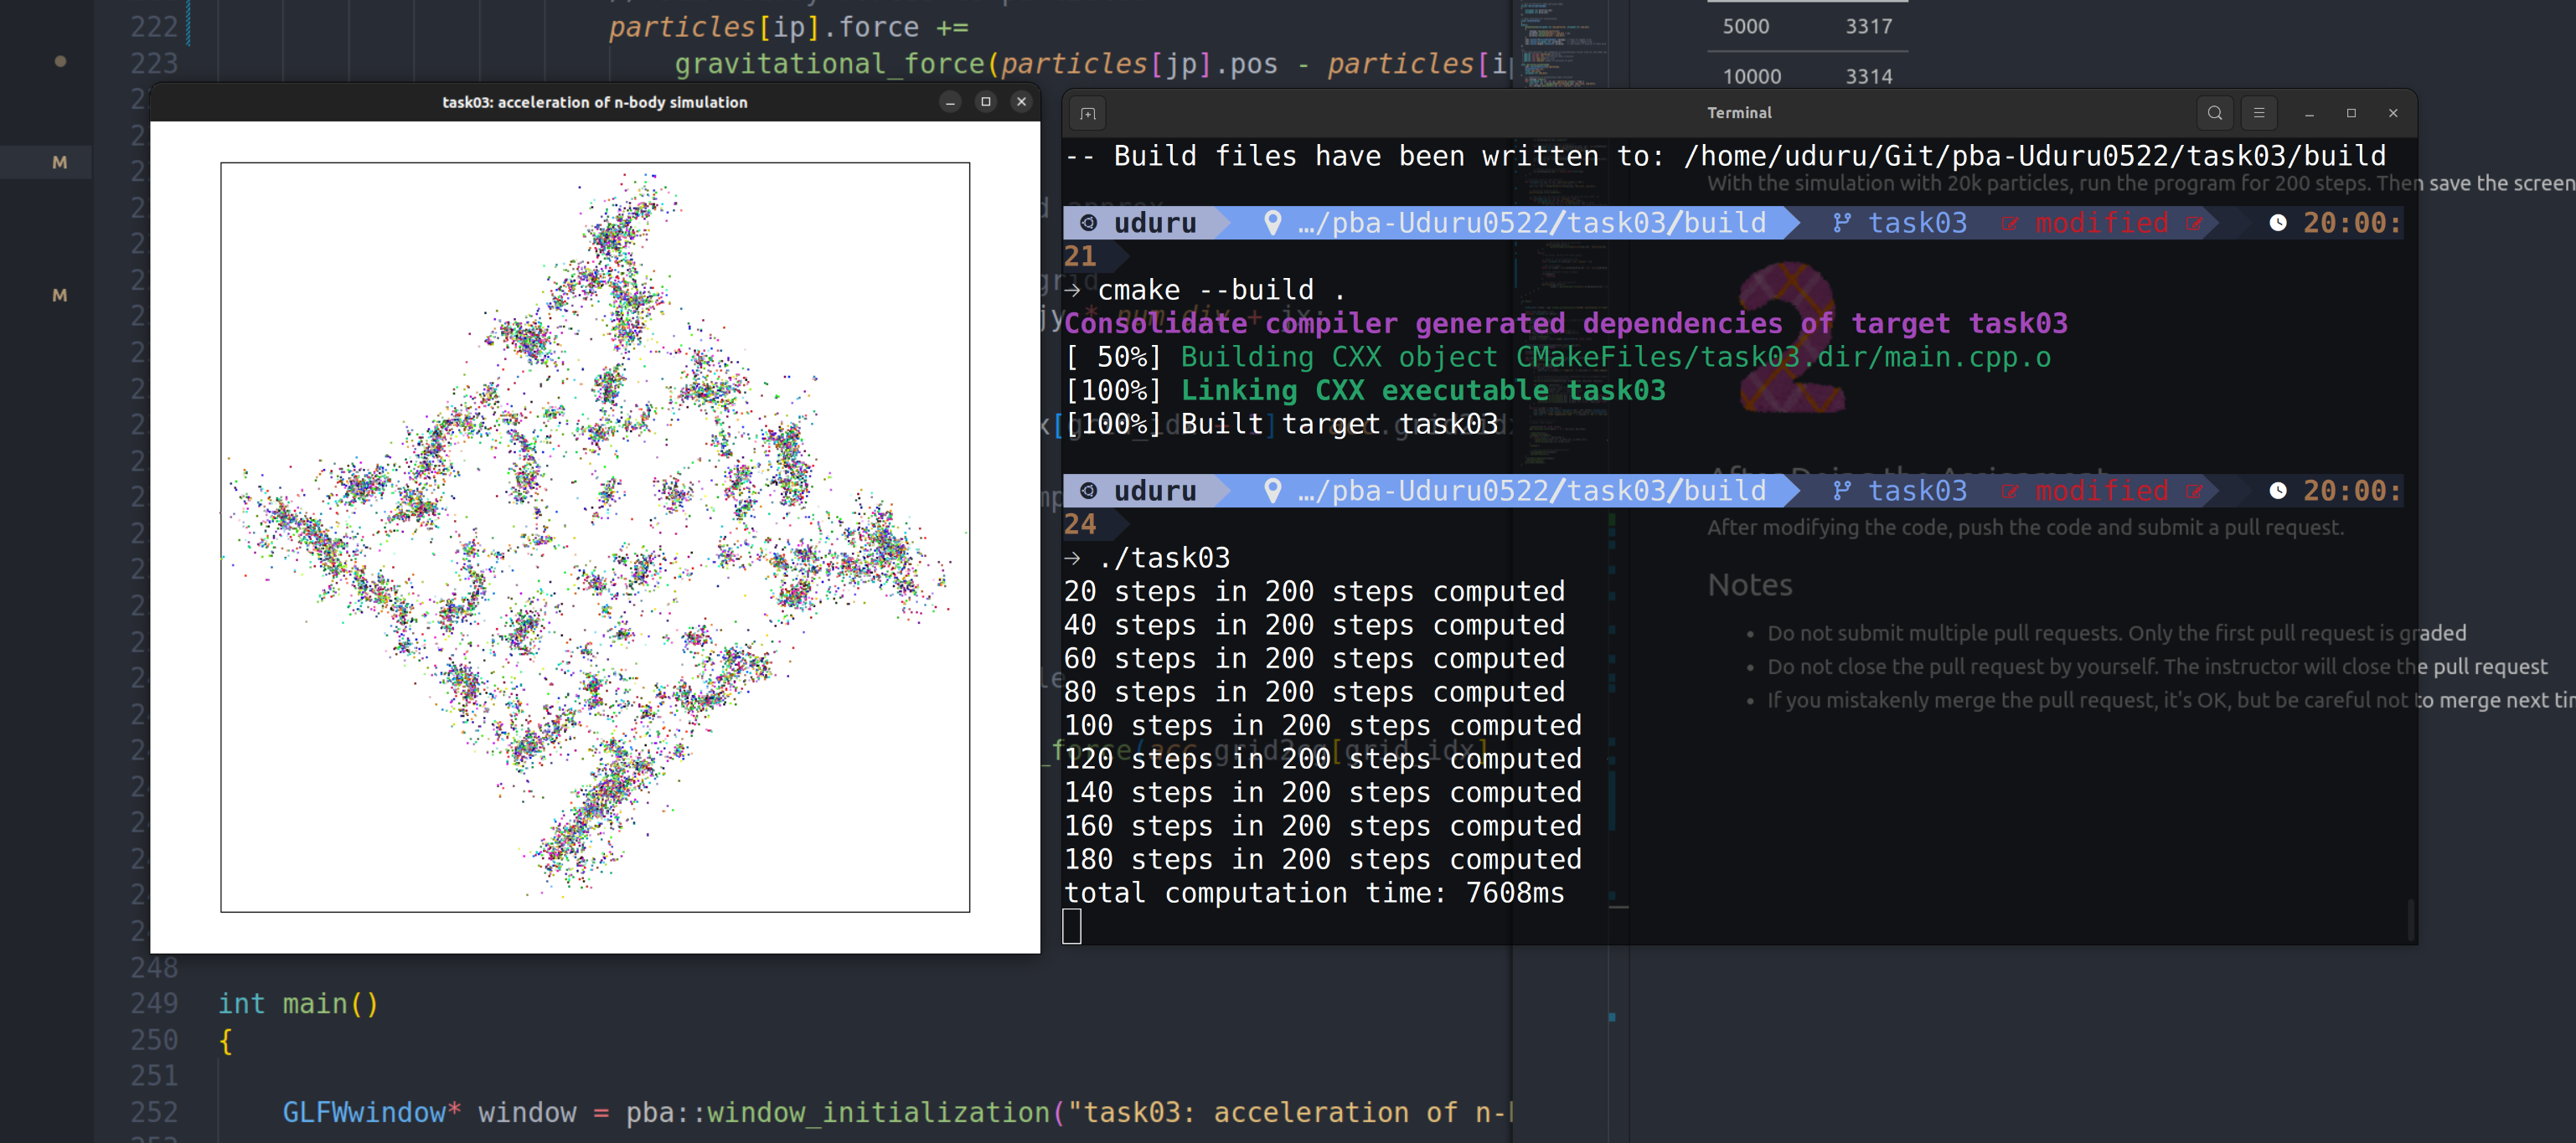 222 particles[ip].force +=
223 gravitational_force(particles[jp].pos - particles[i
5000 3317
10000 3314
task03: acceleration of n-body simulation
M
M
Terminal
-- Build files have been written to: /home/uduru/Git/pba-Uduru0522/task03/build
With the simulation with 20k particles, run the program for 200 steps. Then save the screen
uduru …/pba-Uduru0522/task03/build task03 modified 20:00:
21
→ cmake --build .
Consolidate compiler generated dependencies of target task03
[ 50%] Building CXX object CMakeFiles/task03.dir/main.cpp.o
[100%] Linking CXX executable task03
[100%] Built target task03
2
After Doing the Assignment
uduru …/pba-Uduru0522/task03/build task03 modified 20:00:
24
→ ./task03
20 steps in 200 steps computed
40 steps in 200 steps computed
60 steps in 200 steps computed
80 steps in 200 steps computed
100 steps in 200 steps computed
120 steps in 200 steps computed
140 steps in 200 steps computed
160 steps in 200 steps computed
180 steps in 200 steps computed
total computation time: 7608ms
_force(acc.grid2cg[grid_idx]
After modifying the code, push the code and submit a pull request.
Notes
• Do not submit multiple pull requests. Only the first pull request is graded
• Do not close the pull request by yourself. The instructor will close the pull request
• If you mistakenly merge the pull request, it's OK, but be careful not to merge next
248
249 int main()
250 {
251
252 GLFWwindow* window = pba::window_initialization("task03: acceleration of n-